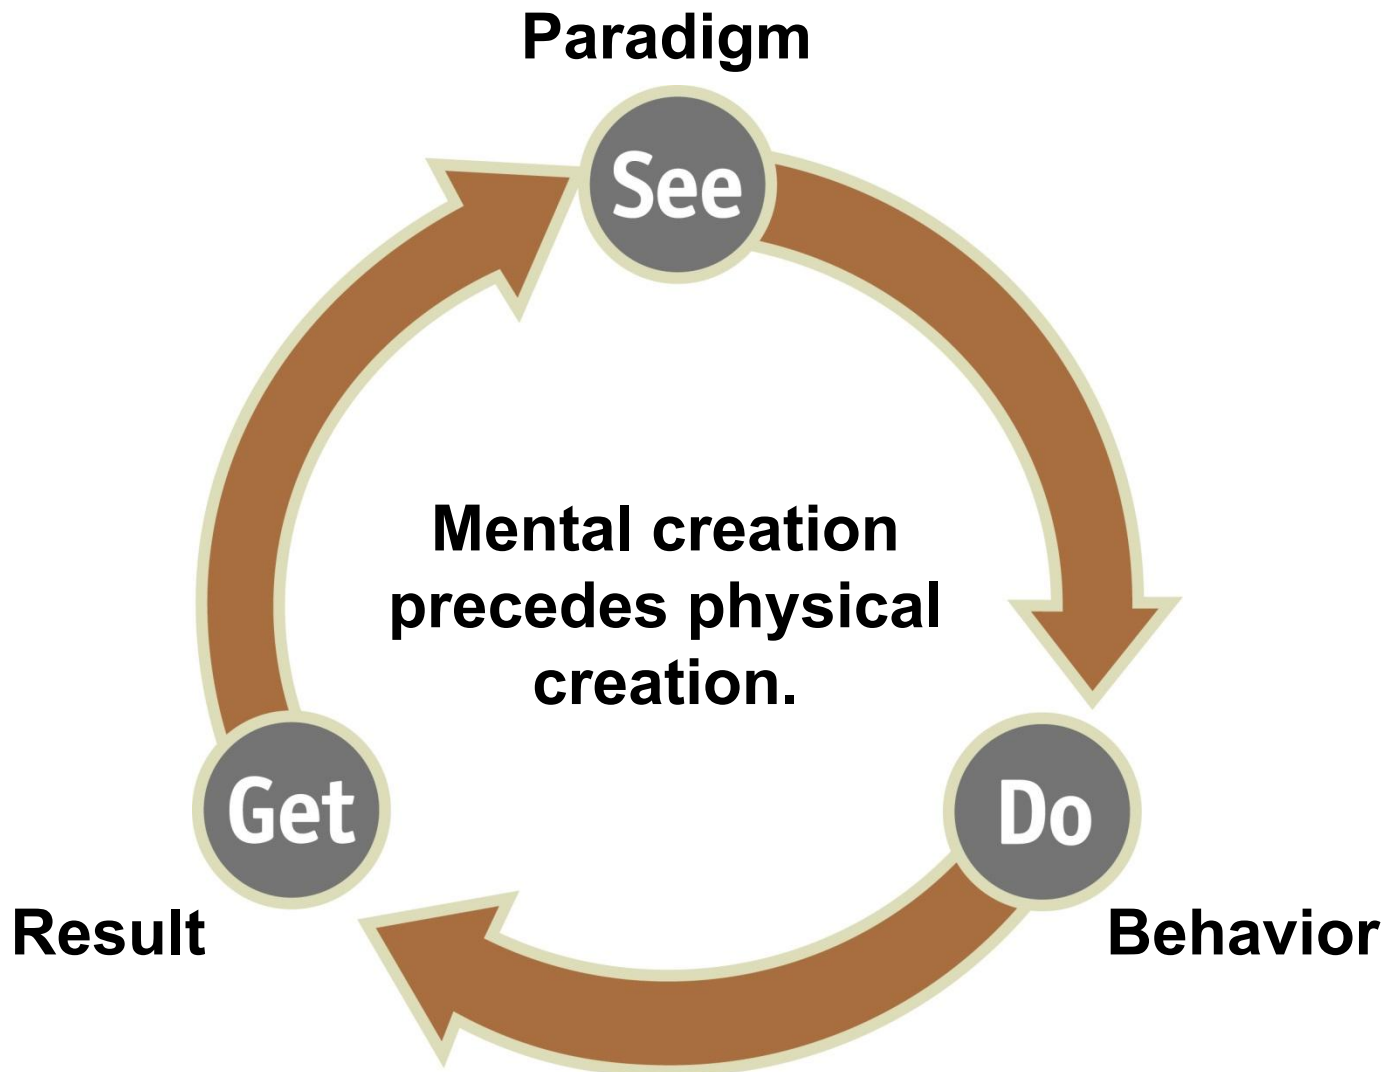 Paradigm
See
Mental creation
precedes physical
creation.
Get
Do
Result
Behavior